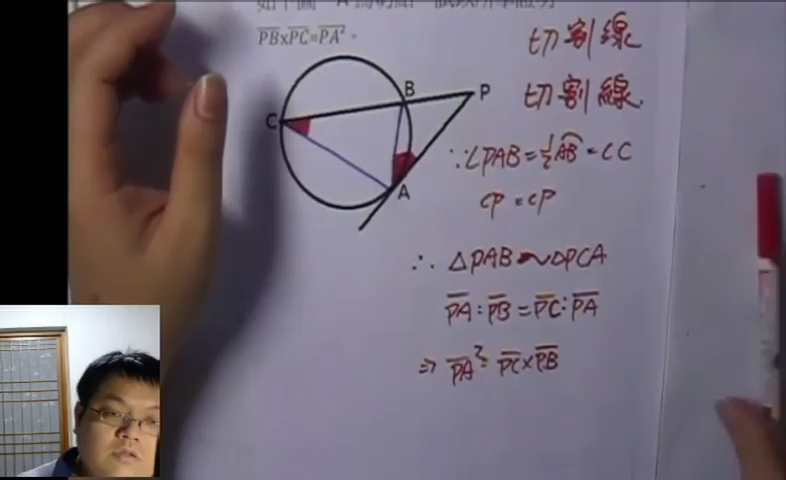 PB×PC=PA²。
切割線
切割線
C
B
P
A
∵∠PAB=½AB=∠C
∠P=∠P
∴ △PAB~△PCA
PA:PB=PC:PA
⇒ PA²=PC×PB